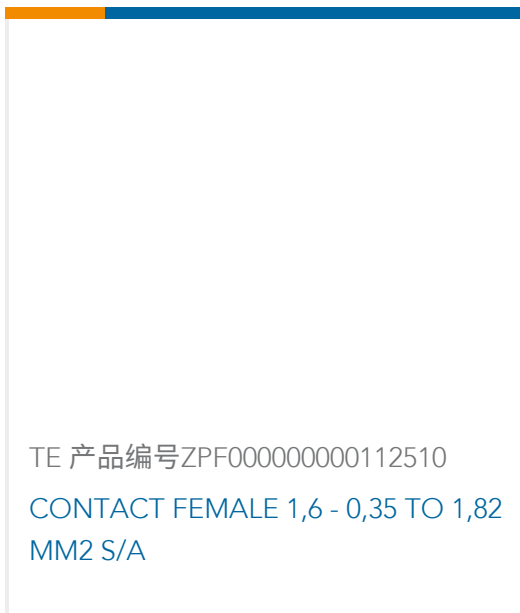 TE 产品编号ZPF000000000112510
CONTACT FEMALE 1,6 - 0,35 TO 1,82
MM2 S/A